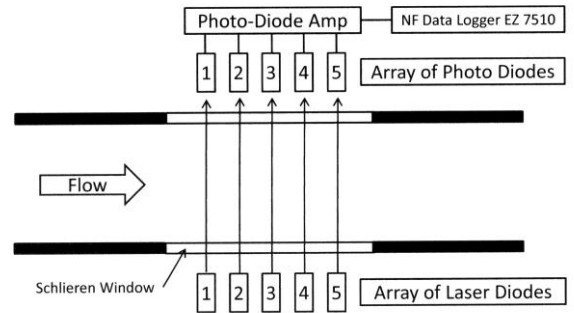 Photo-Diode Amp
NF Data Logger EZ 7510
1 2 3 4 5
Array of Photo Diodes
Flow
Schlieren Window
1 2 3 4 5
Array of Laser Diodes